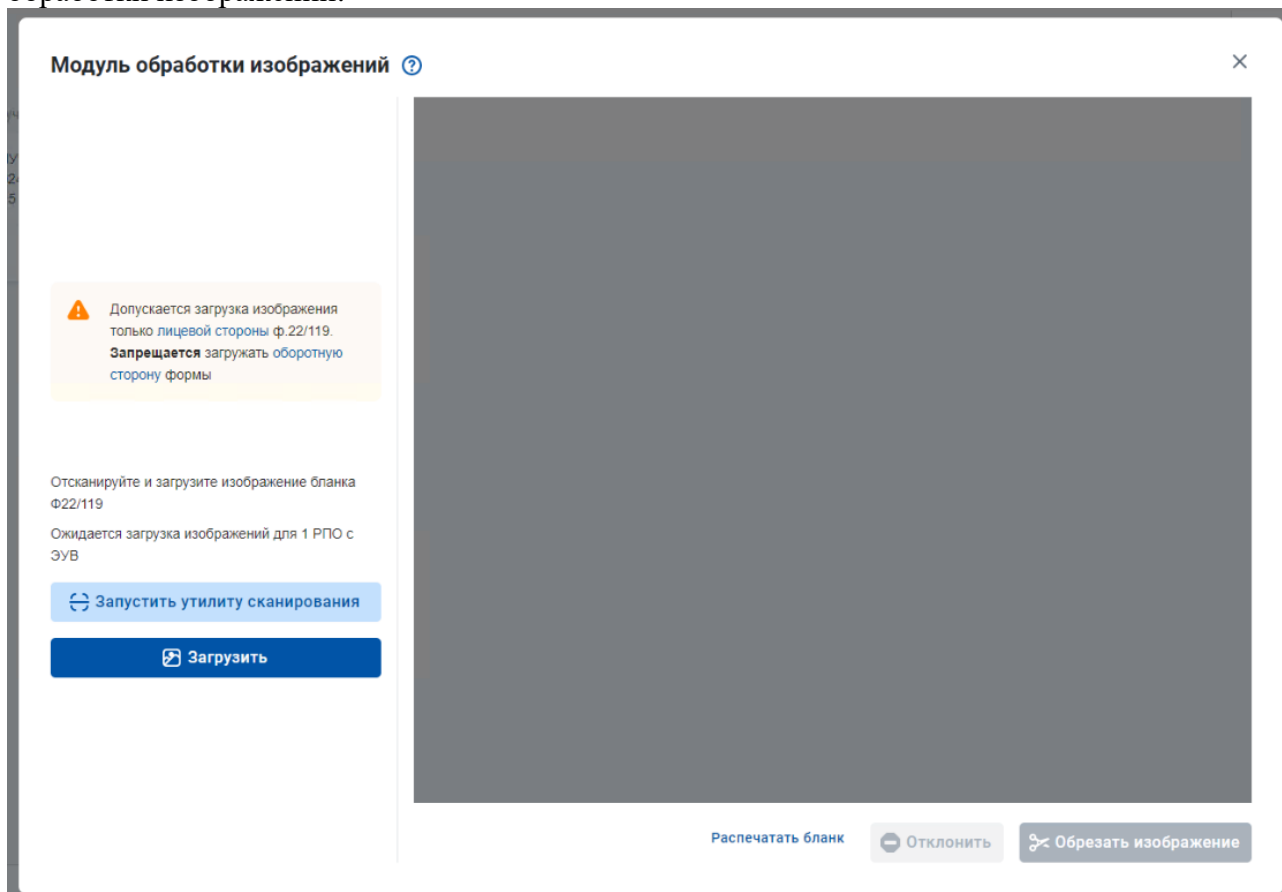 обработки изображений.
Модуль обработки изображений
Допускается загрузка изображения
только лицевой стороны ф.22/119.
Запрещается загружать оборотную
сторону формы
Отсканируйте и загрузите изображение бланка
Ф22/119
Ожидается загрузка изображений для 1 РПО с
ЭУВ
Запустить утилиту сканирования
Загрузить
Распечатать бланк
Отклонить
Обрезать изображение